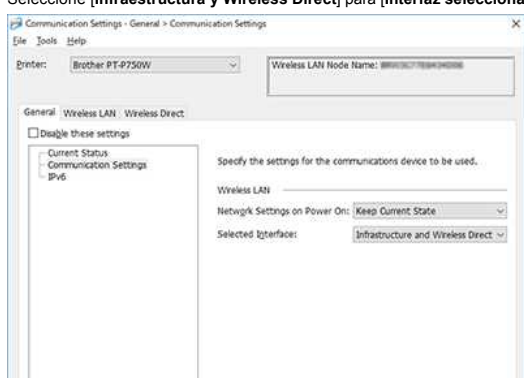 Seleccione [Infraestructura y Wireless Direct] para [Interfaz selecciona
Communication Settings - General > Communication Settings
File Tools Help
Printer: Brother PT-P750W Wireless LAN Node Name:
General Wireless LAN Wireless Direct
Disable these settings
Current Status
Communication Settings
IPv6
Specify the settings for the communications device to be used.
Wireless LAN
Network Settings on Power On: Keep Current State
Selected Interface: Infrastructure and Wireless Direct